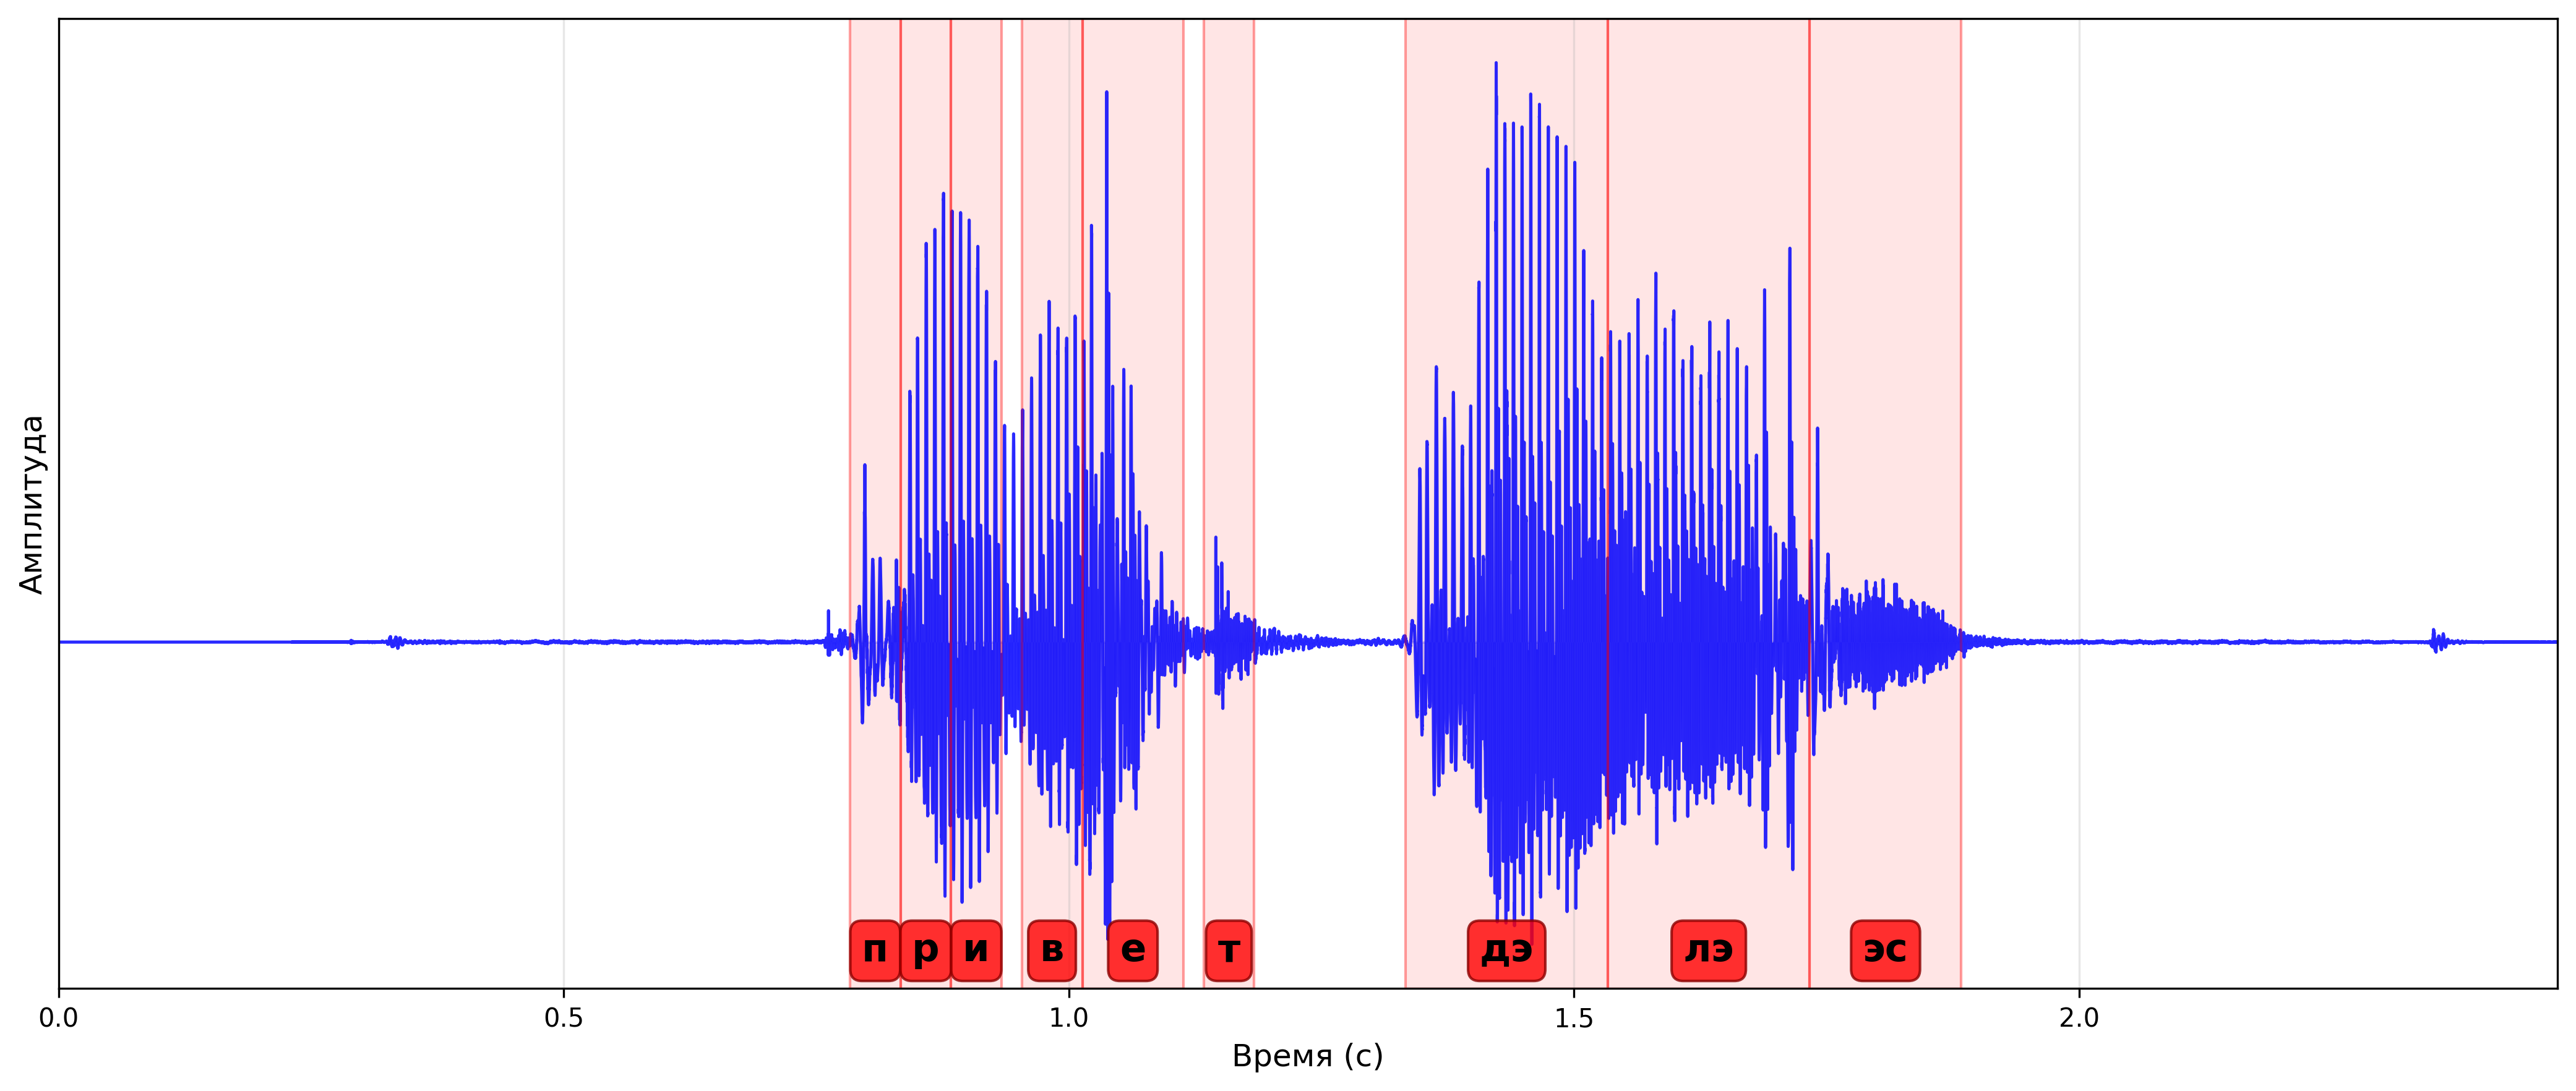 Амплитуда
п р и в е т дэ лэ эс
0.0 0.5 1.0 1.5 2.0
Время (с)